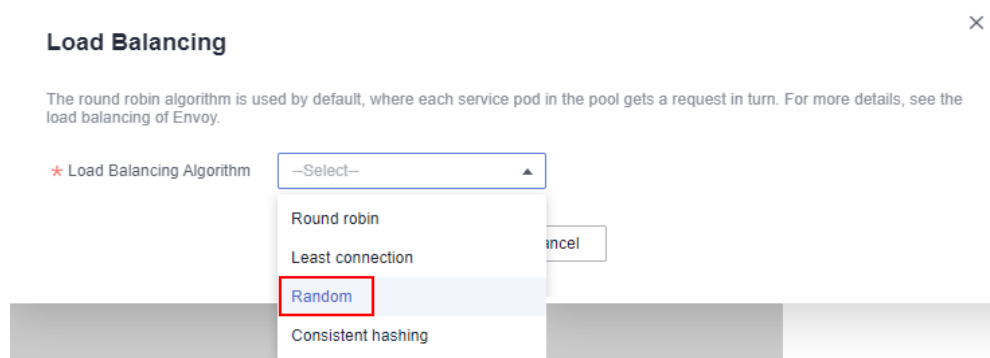 Load Balancing
The round robin algorithm is used by default, where each service pod in the pool gets a request in turn. For more details, see the
load balancing of Envoy.
* Load Balancing Algorithm --Select--
Round robin
ancel
Least connection
Random
Consistent hashing